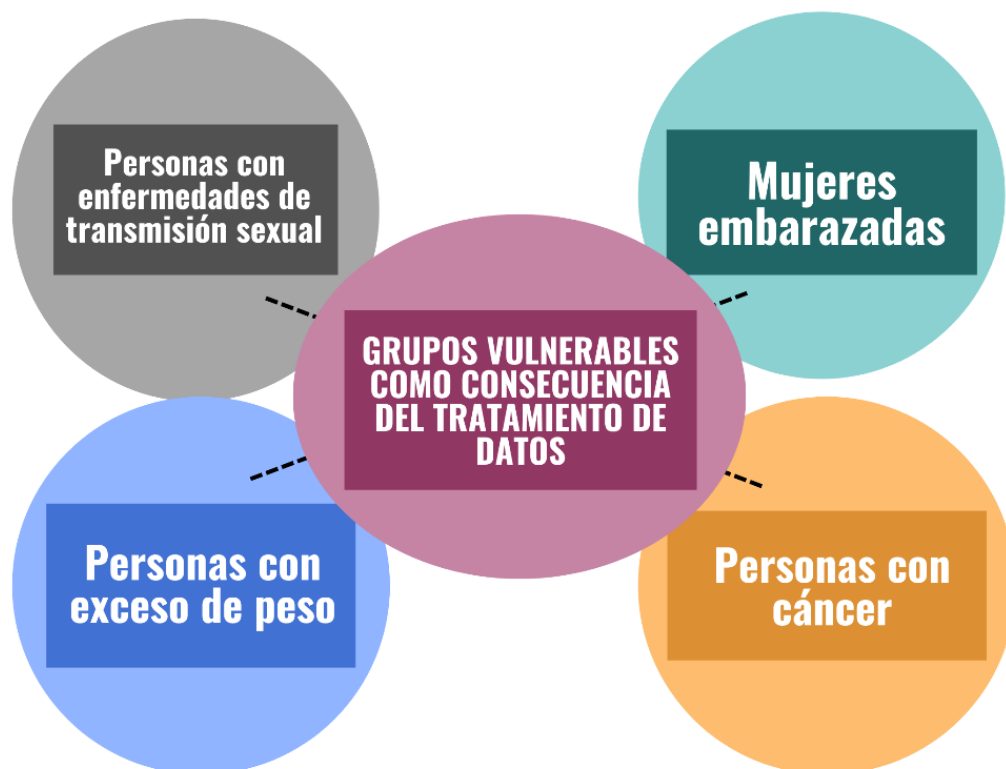 Personas con
enfermedades de
transmisión sexual
Mujeres
embarazadas
GRUPOS VULNERABLES
COMO CONSECUENCIA
DEL TRATAMIENTO DE
DATOS
Personas con
exceso de peso
Personas con
cáncer